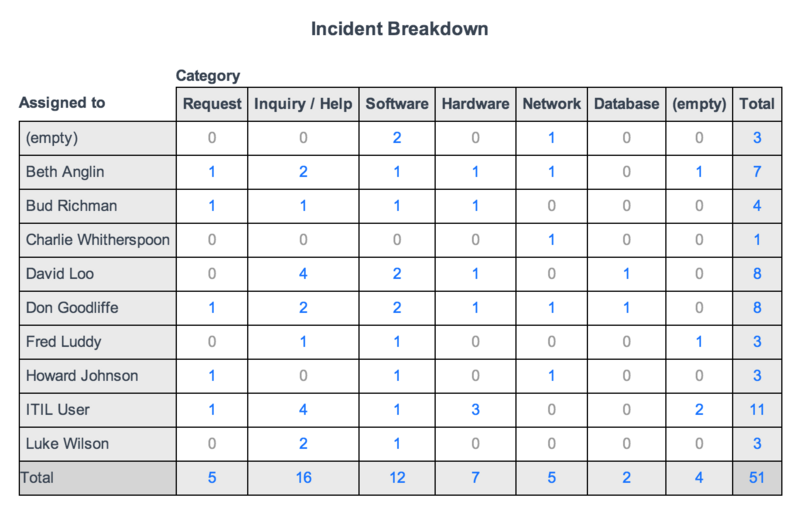 Incident Breakdown
Category
Assigned to Request Inquiry / Help Software Hardware Network Database (empty) Total
(empty) 0 0 2 0 1 0 0 3
Beth Anglin 1 2 1 1 1 0 1 7
Bud Richman 1 1 1 1 0 0 0 4
Charlie Whitherspoon 0 0 0 0 1 0 0 1
David Loo 0 4 2 1 0 1 0 8
Don Goodliffe 1 2 2 1 1 1 0 8
Fred Luddy 0 1 1 0 0 0 1 3
Howard Johnson 1 0 1 0 1 0 0 3
ITIL User 1 4 1 3 0 0 2 11
Luke Wilson 0 2 1 0 0 0 0 3
Total 5 16 12 7 5 2 4 51